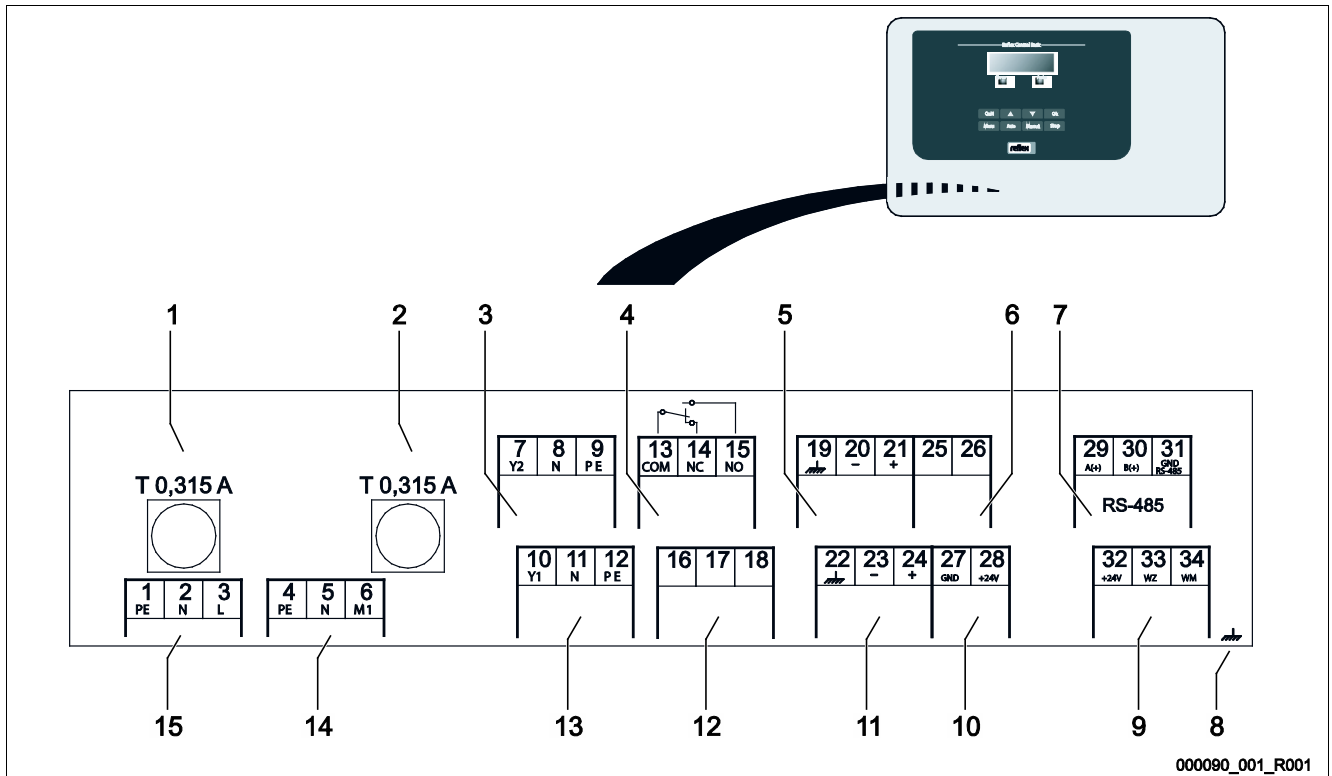 Reflex Control Basic
Quit ▲ ▼ Ok
Menu Auto Manual Stop
reflex
1 2 3 4 5 6 7
T 0,315 A T 0,315 A
7 8 9 13 14 15 19 20 21 25 26 29 30 31
Y2 N PE COM NC NO - + A(+) B(+) GND RS-485
RS-485
10 11 12 16 17 18 22 23 24 27 28 32 33 34
Y1 N PE - + GND +24V +24V WZ WM
1 2 3 4 5 6
PE N L PE N M1
15 14 13 12 11 10 9 8
000090_001_R001